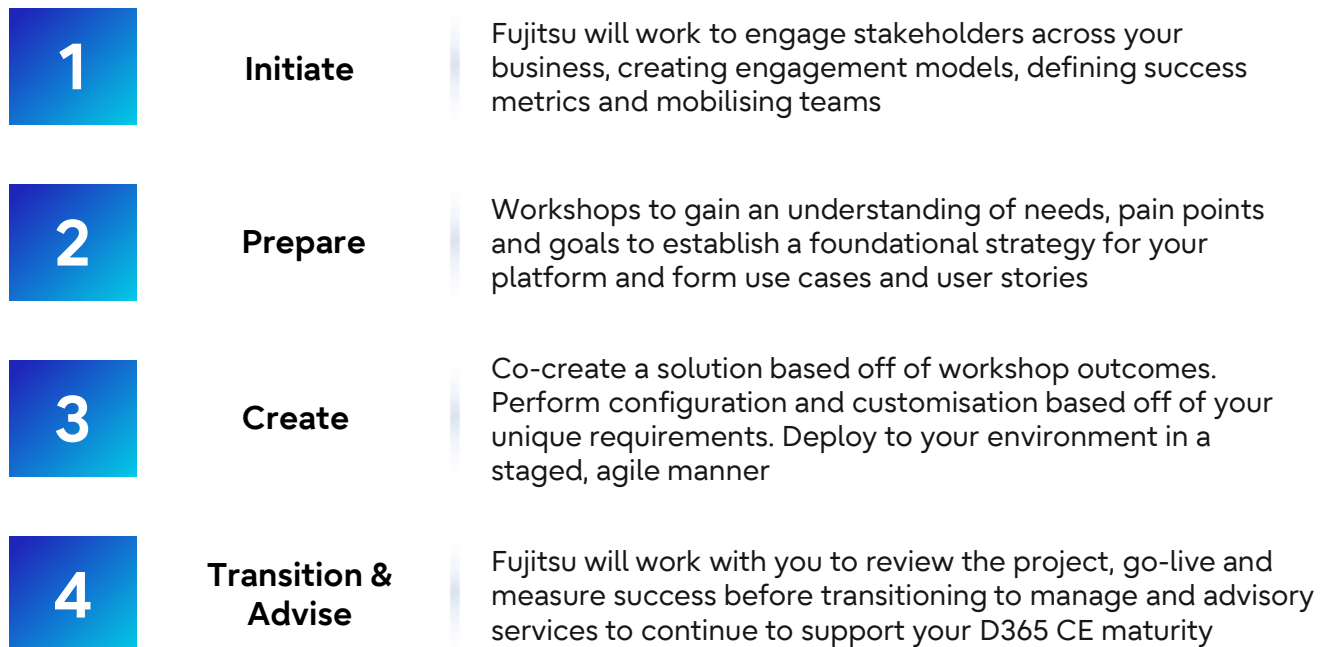 1
Initiate
Fujitsu will work to engage stakeholders across your
business, creating engagement models, defining success
metrics and mobilising teams
2
Prepare
Workshops to gain an understanding of needs, pain points
and goals to establish a foundational strategy for your
platform and form use cases and user stories
3
Create
Co-create a solution based off of workshop outcomes.
Perform configuration and customisation based off of your
unique requirements. Deploy to your environment in a
staged, agile manner
4
Transition &
Advise
Fujitsu will work with you to review the project, go-live and
measure success before transitioning to manage and advisory
services to continue to support your D365 CE maturity